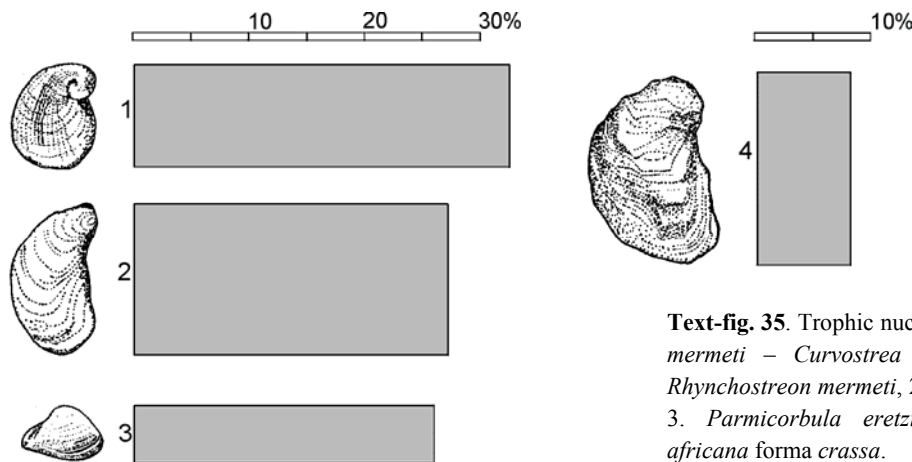 10 20 30%
10%
1
4
2
3
Text-fig. 35. Trophic nuc
mermeti – Curvostrea
Rhynchostreon mermeti, 2
3. Parmicorbula eretzi
africana forma crassa.